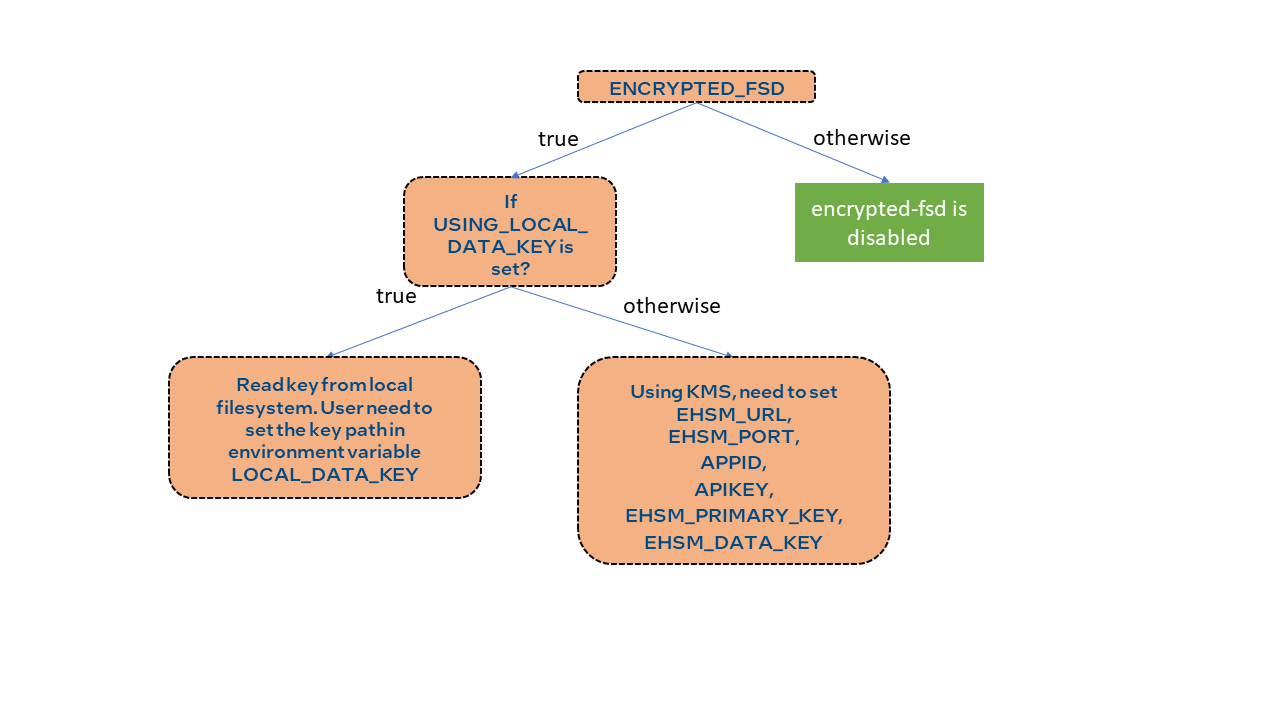 ENCRYPTED_FSD
true
otherwise
If
USING_LOCAL_
DATA_KEY is
set?
encrypted-fsd is
disabled
true
otherwise
Read key from local
filesystem. User need to
set the key path in
environment variable
LOCAL_DATA_KEY
Using KMS, need to set
EHSM_URL,
EHSM_PORT,
APPID,
APIKEY,
EHSM_PRIMARY_KEY,
EHSM_DATA_KEY